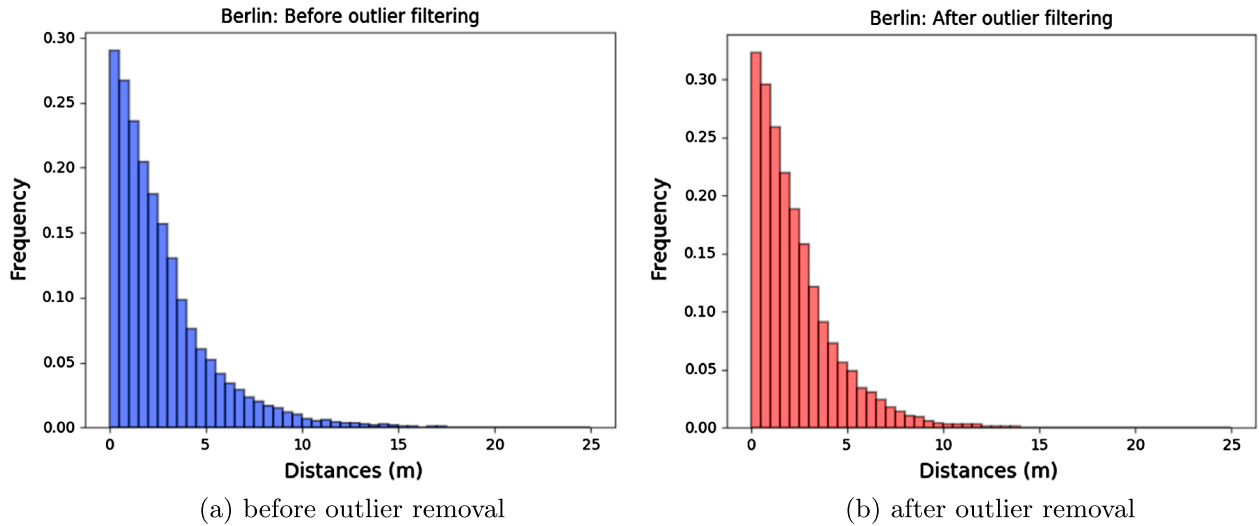 Berlin: Before outlier filtering
0.30
0.25
0.20
0.15
0.10
0.05
0.00
Frequency
0 5 10 15 20 25
Distances (m)
(a) before outlier removal
Berlin: After outlier filtering
0.30
0.25
0.20
0.15
0.10
0.05
0.00
Frequency
0 5 10 15 20 25
Distances (m)
(b) after outlier removal